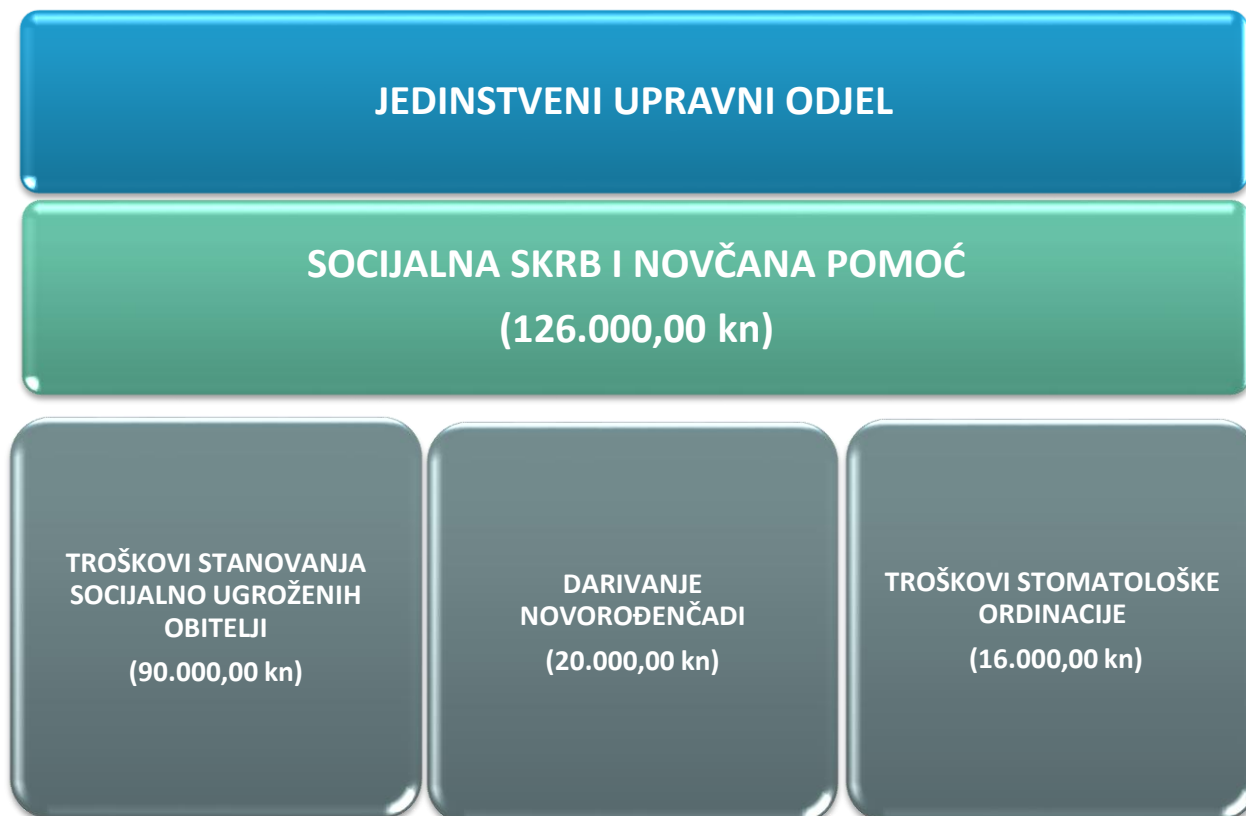 JEDINSTVENI UPRAVNI ODJEL
SOCIJALNA SKRB I NOVČANA POMOĆ
(126.000,00 kn)
TROŠKOVI STANOVANJA
SOCIJALNO UGROŽENIH
OBITELJI
(90.000,00 kn)
DARIVANJE
NOVOROĐENČADI
(20.000,00 kn)
TROŠKOVI STOMATOLOŠKE
ORDINACIJE
(16.000,00 kn)